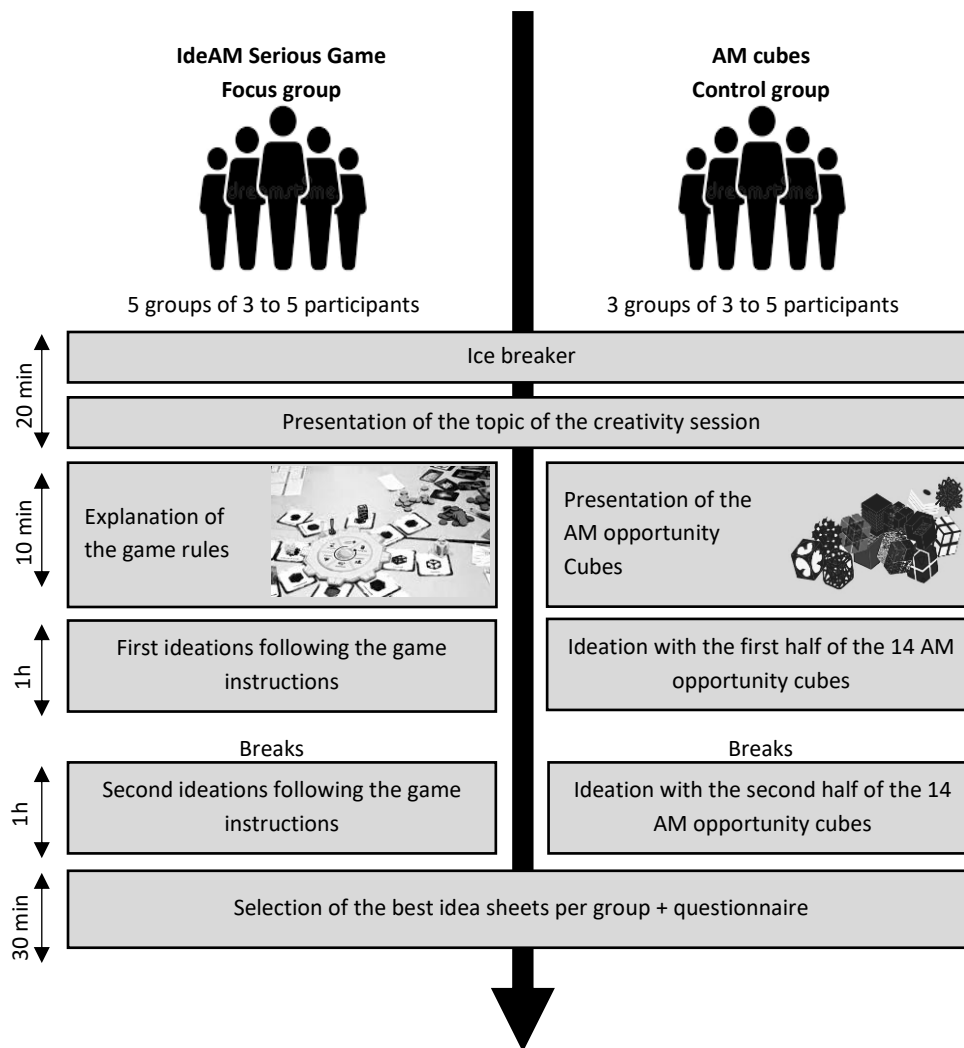 IdeAM Serious Game
Focus group
AM cubes
Control group
dreamstime
dreamstime
5 groups of 3 to 5 participants
3 groups of 3 to 5 participants
20 min
Ice breaker
Presentation of the topic of the creativity session
10 min
Explanation of
the game rules
Presentation of the
AM opportunity
Cubes
1h
First ideations following the game
instructions
Ideation with the first half of the 14 AM
opportunity cubes
Breaks
Breaks
1h
Second ideations following the game
instructions
Ideation with the second half of the 14
AM opportunity cubes
30 min
Selection of the best idea sheets per group + questionnaire